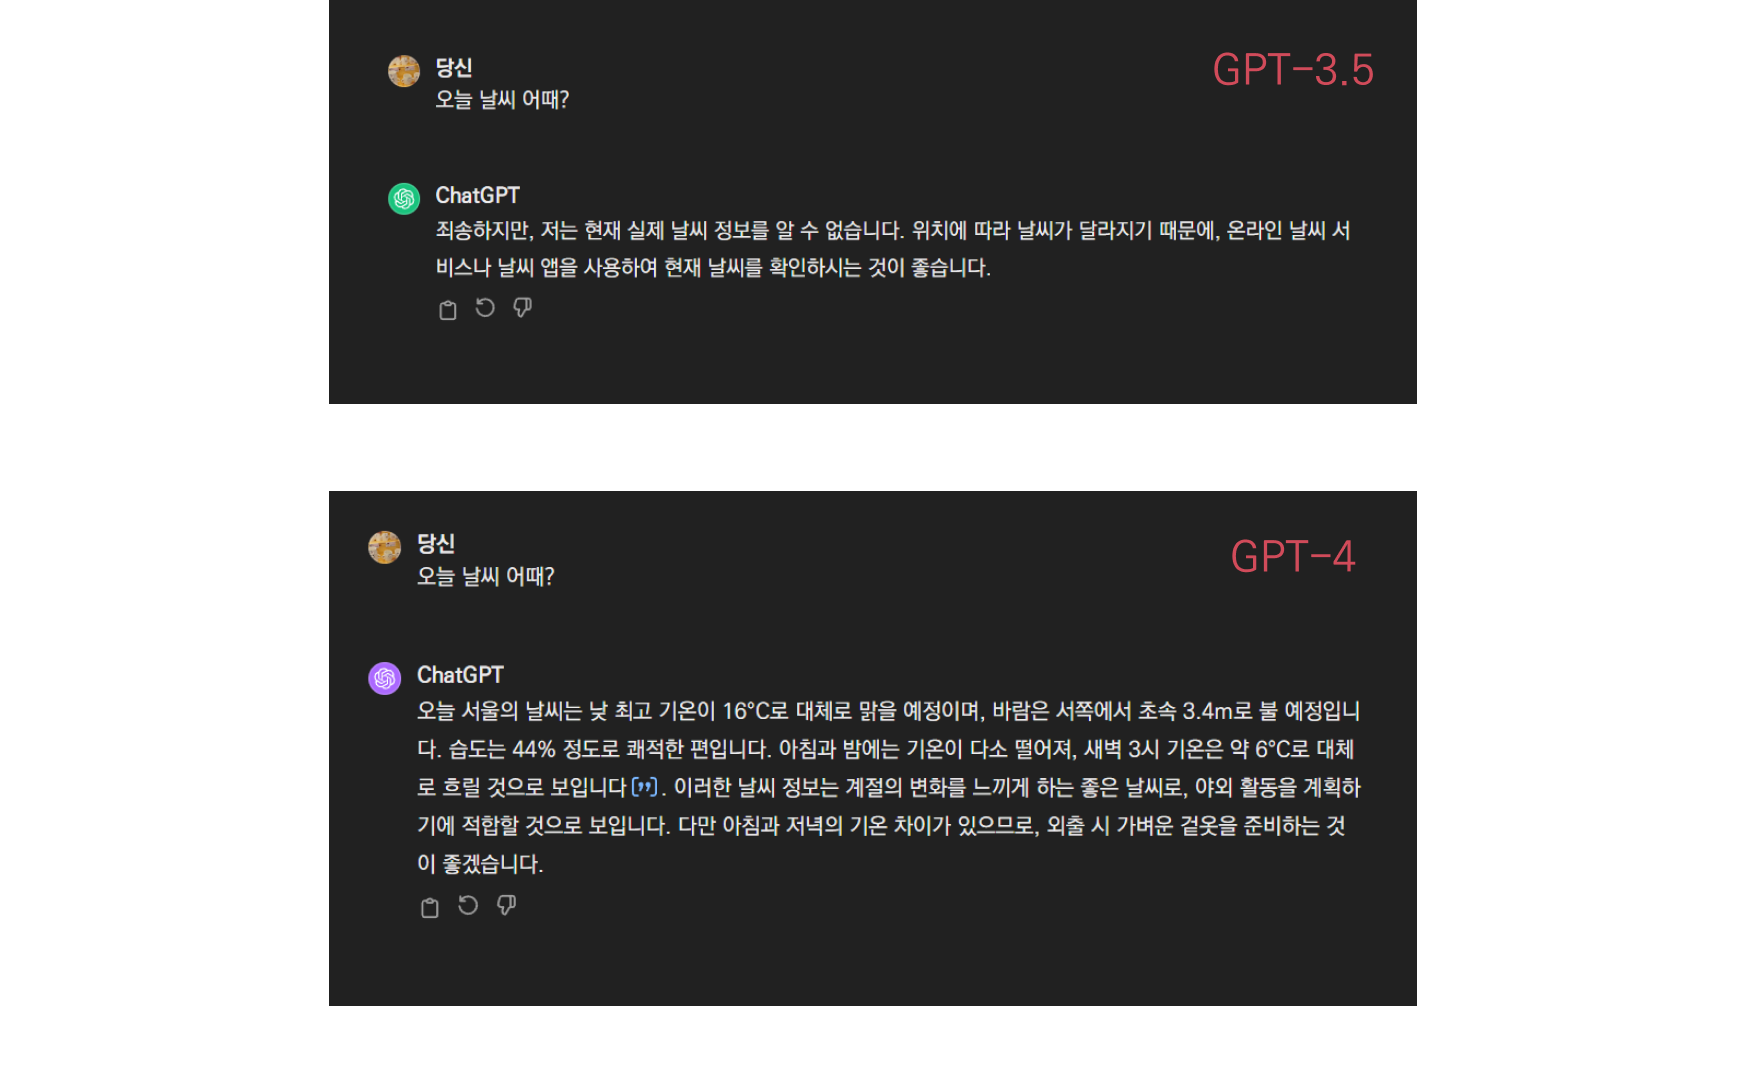 당신
GPT-3.5
오늘 날씨 어때?
ChatGPT
죄송하지만, 저는 현재 실제 날씨 정보를 알 수 없습니다. 위치에 따라 날씨가 달라지기 때문에, 온라인 날씨 서
비스나 날씨 앱을 사용하여 현재 날씨를 확인하시는 것이 좋습니다.
당신
GPT-4
오늘 날씨 어때?
ChatGPT
오늘 서울의 날씨는 낮 최고 기온이 16°C로 대체로 맑을 예정이며, 바람은 서쪽에서 초속 3.4m로 불 예정입니
다. 습도는 44% 정도로 쾌적한 편입니다. 아침과 밤에는 기온이 다소 떨어져, 새벽 3시 기온은 약 6°C로 대체
로 흐릴 것으로 보입니다["]. 이러한 날씨 정보는 계절의 변화를 느끼게 하는 좋은 날씨로, 야외 활동을 계획하
기에 적합할 것으로 보입니다. 다만 아침과 저녁의 기온 차이가 있으므로, 외출 시 가벼운 겉옷을 준비하는 것
이 좋겠습니다.